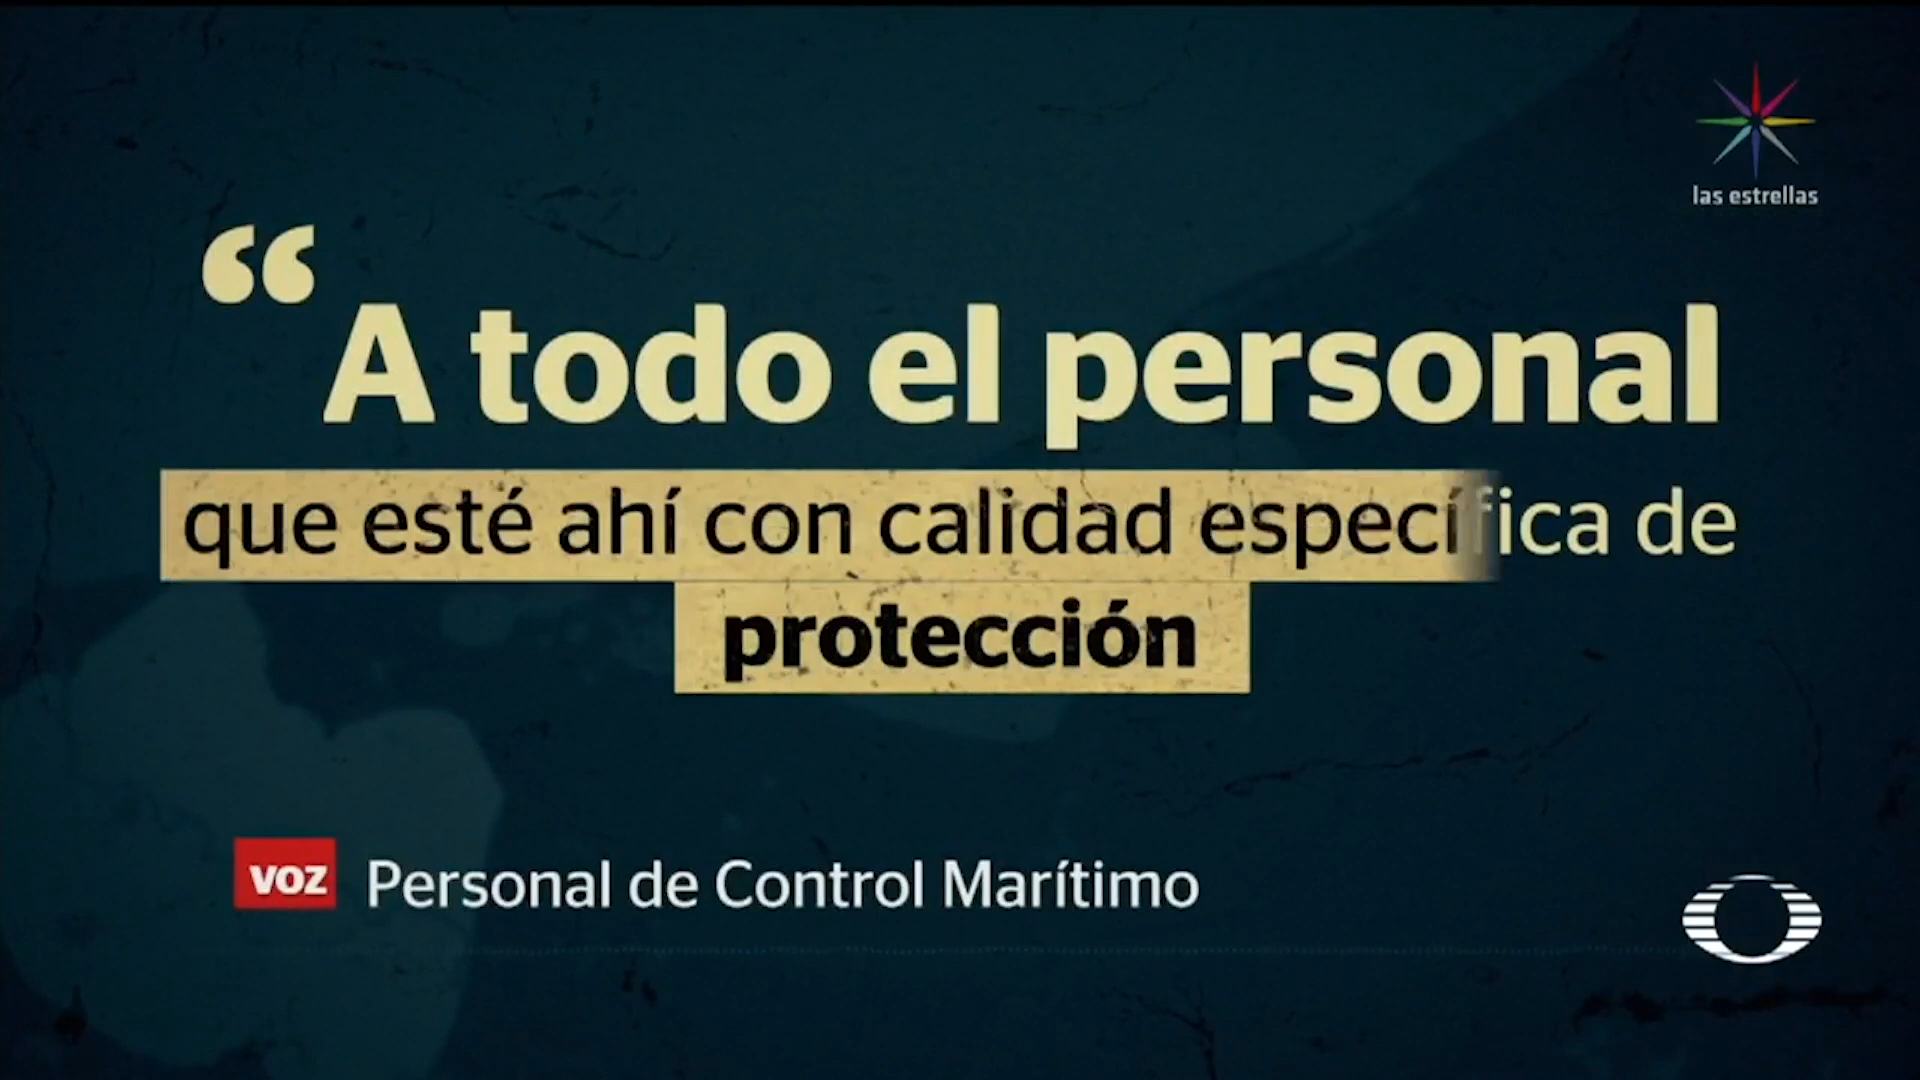 las estrellas
“A todo el personal
que esté ahí con calidad específica de
protección
VOZ Personal de Control Marítimo